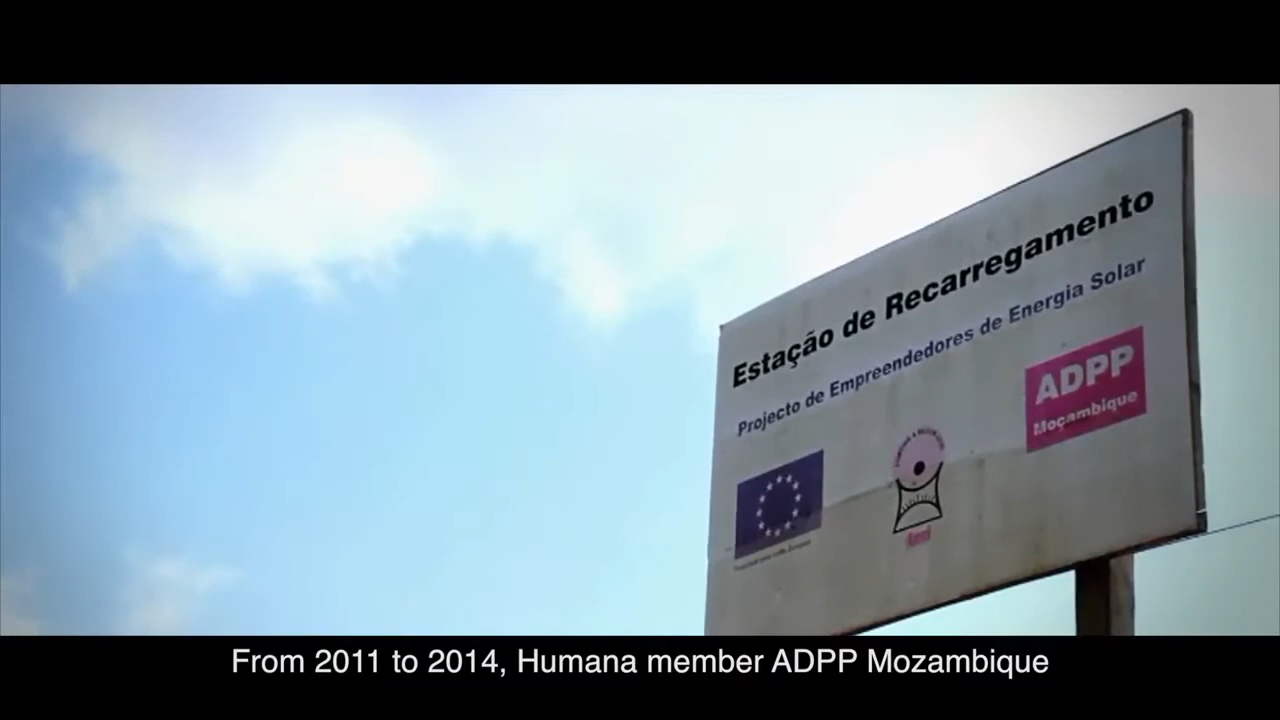 Estação de Recarregamento
Projecto de Empreendedores de Energia Solar
ADPP
Moçambique
From 2011 to 2014, Humana member ADPP Mozambique